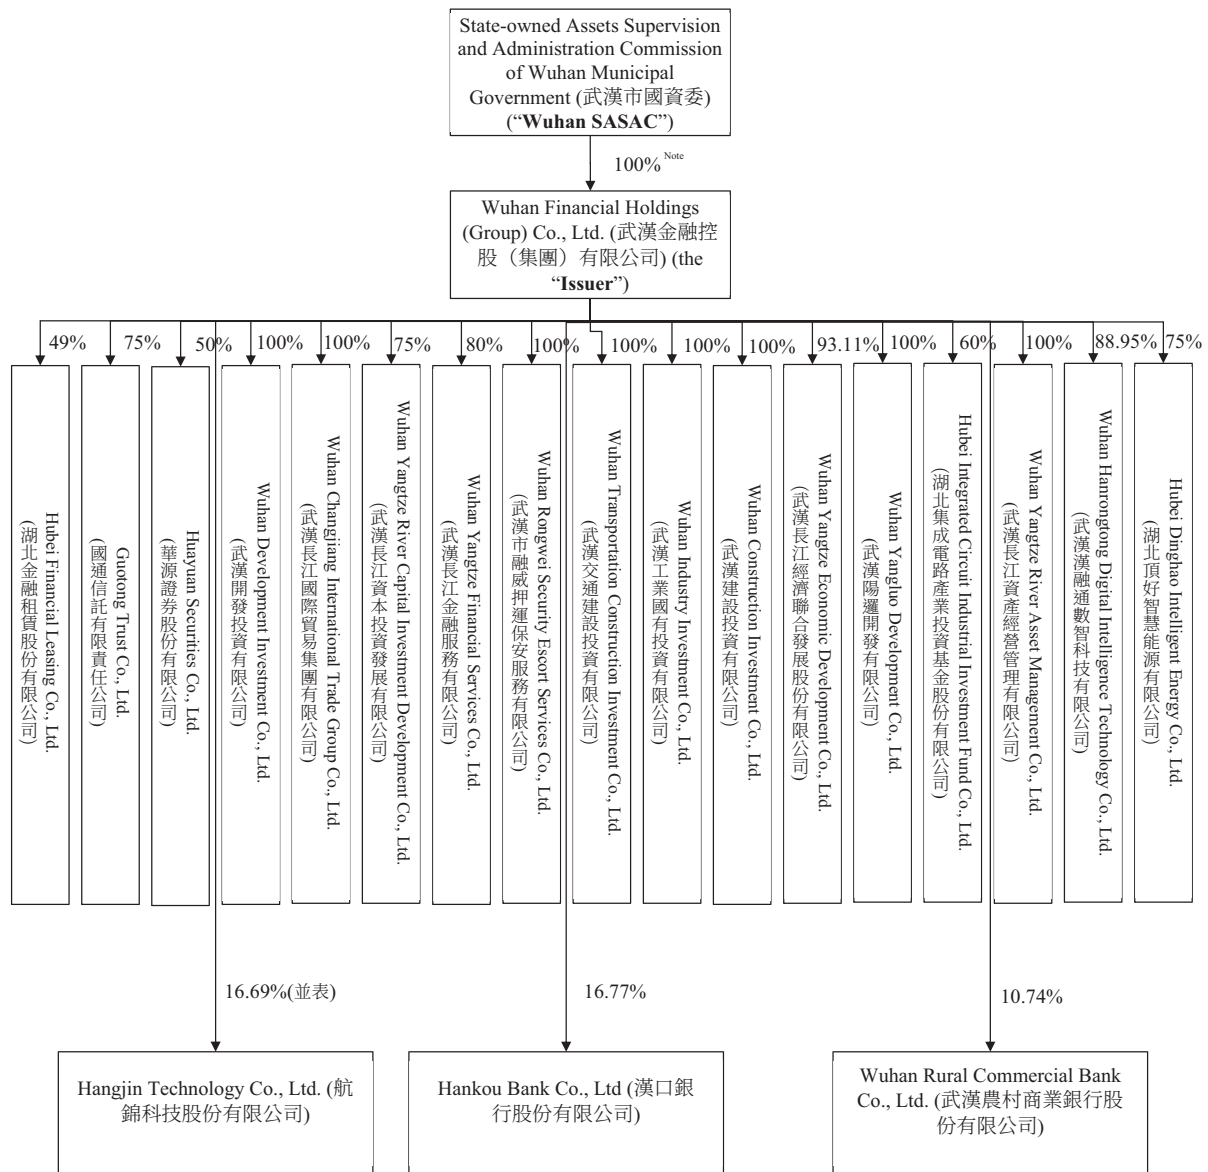 State-owned Assets Supervision
and Administration Commission
of Wuhan Municipal
Government (武漢市國資委)
(“Wuhan SASAC”)
100% Note
Wuhan Financial Holdings
(Group) Co., Ltd. (武漢金融控
股（集團）有限公司) (the
“Issuer”)
49%
75%
50%
100%
100%
75%
80%
100%
100%
100%
100%
93.11%
100%
60%
100%
88.95%
75%
Hubei Financial Leasing Co., Ltd.
(湖北金融租賃股份有限公司)
Guotong Trust Co., Ltd.
(國通信託有限責任公司)
Huayuan Securities Co., Ltd.
(華源證券股份有限公司)
Wuhan Development Investment Co., Ltd.
(武漢開發投資有限公司)
Wuhan Changjiang International Trade Group Co., Ltd.
(武漢長江國際貿易集團有限公司)
Wuhan Yangtze River Capital Investment Development Co., Ltd.
(武漢長江資本投資發展有限公司)
Wuhan Yangtze Financial Services Co., Ltd.
(武漢長江金融服務有限公司)
Wuhan Rongwei Security Escort Services Co., Ltd.
(武漢市融威押運保安服務有限公司)
Wuhan Transportation Construction Investment Co., Ltd.
(武漢交通建設投資有限公司)
Wuhan Industry Investment Co., Ltd.
(武漢工業國有投資有限公司)
Wuhan Construction Investment Co., Ltd.
(武漢建設投資有限公司)
Wuhan Yangtze Economic Development Co., Ltd.
(武漢長江經濟聯合發展股份有限公司)
Wuhan Yangluo Development Co., Ltd.
(武漢陽邏開發有限公司)
Hubei Integrated Circuit Industrial Investment Fund Co., Ltd.
(湖北集成電路產業投資基金股份有限公司)
Wuhan Yangtze River Asset Management Co., Ltd.
(武漢長江資產經營管理有限公司)
Wuhan Hanrongtong Digital Intelligence Technology Co., Ltd.
(武漢漢融通數智科技有限公司)
Hubei Dinghao Intelligent Energy Co., Ltd.
(湖北頂好智慧能源有限公司)
16.69%(並表)
16.77%
10.74%
Hangjin Technology Co., Ltd. (航
錦科技股份有限公司)
Hankou Bank Co., Ltd (漢口銀
行股份有限公司)
Wuhan Rural Commercial Bank
Co., Ltd. (武漢農村商業銀行股
份有限公司)